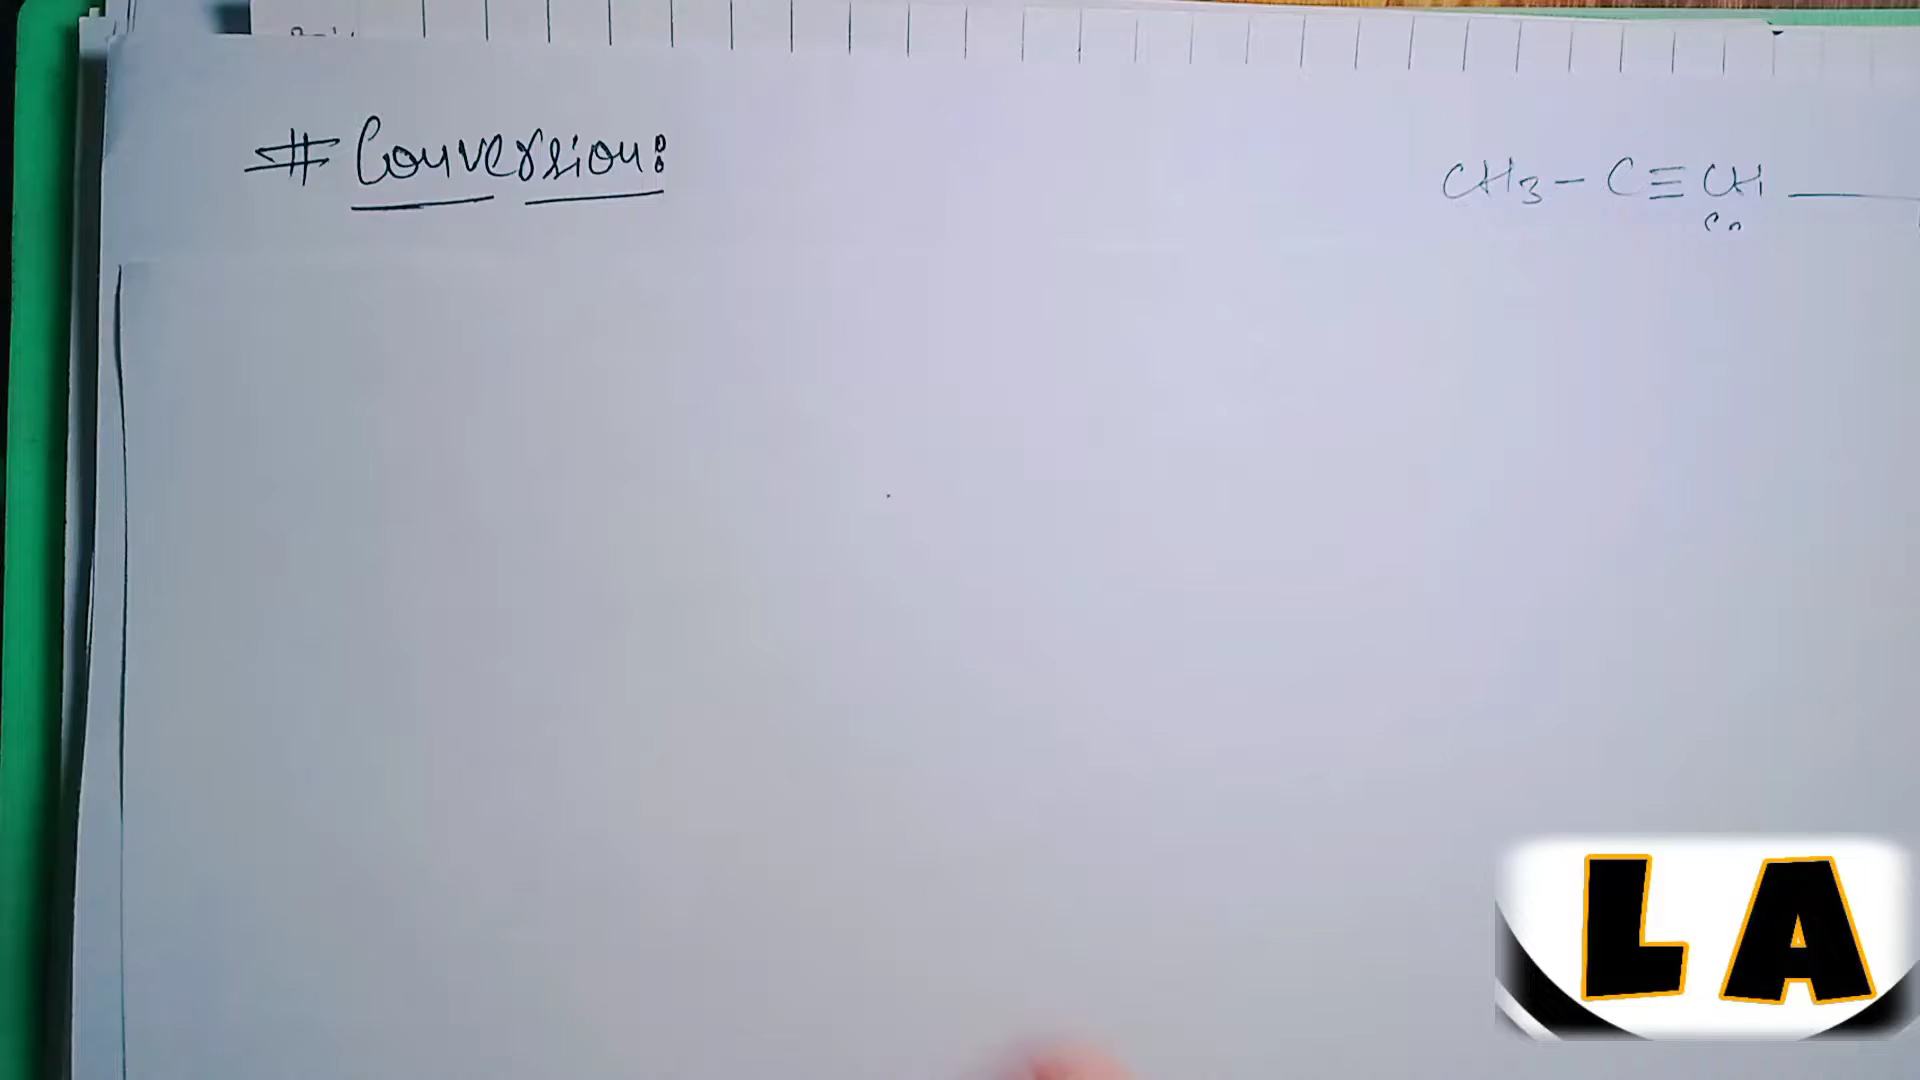 # Conversion:
CH3 - C ≡ CH
LA